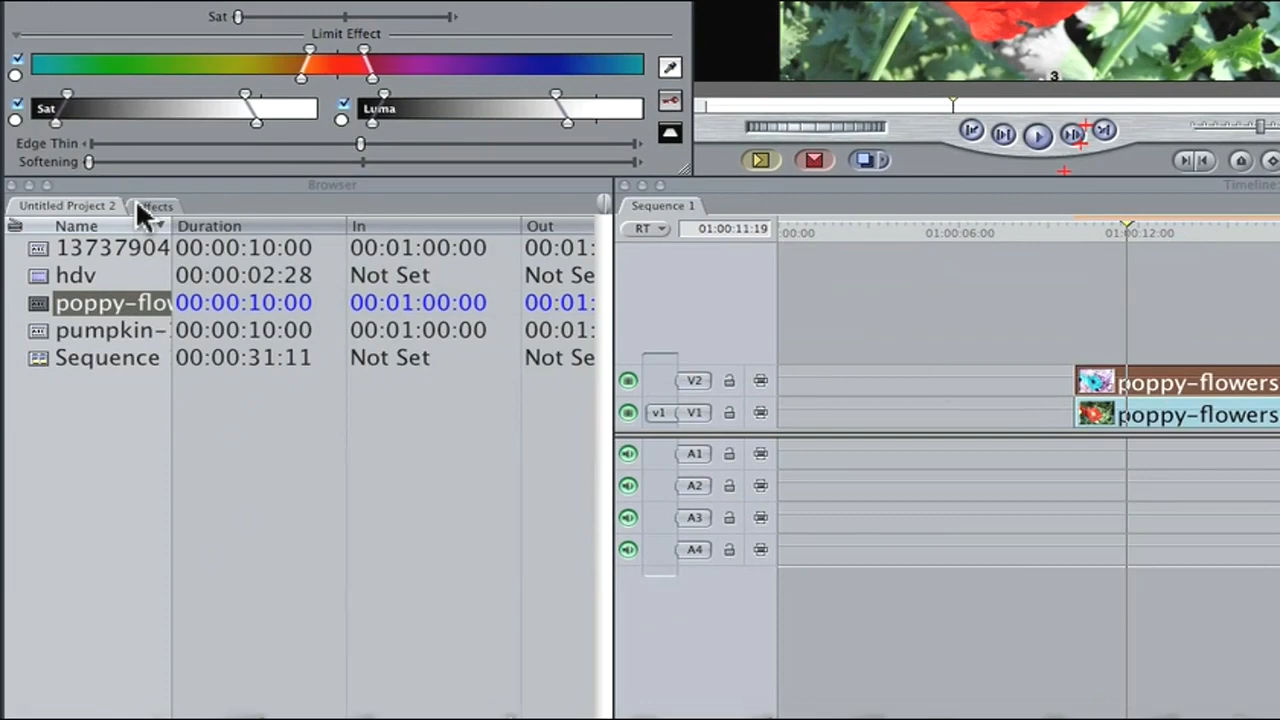 Sat
Limit Effect
Sat
Luma
Edge Thin
Softening
3
Browser
Timeline:
Untitled Project 2
Effects
Sequence 1
Name Duration In Out
RT 01:00:11:19 :00:00 01:00:06:00 01:00:12:00
13737904 00:00:10:00 00:01:00:00 00:01:
hdv 00:00:02:28 Not Set Not Se
poppy-flow 00:00:10:00 00:01:00:00 00:01:
pumpkin- 00:00:10:00 00:01:00:00 00:01:
Sequence 00:00:31:11 Not Set Not Se
V2 poppy-flowers
v1 V1 poppy-flowers
A1
A2
A3
A4